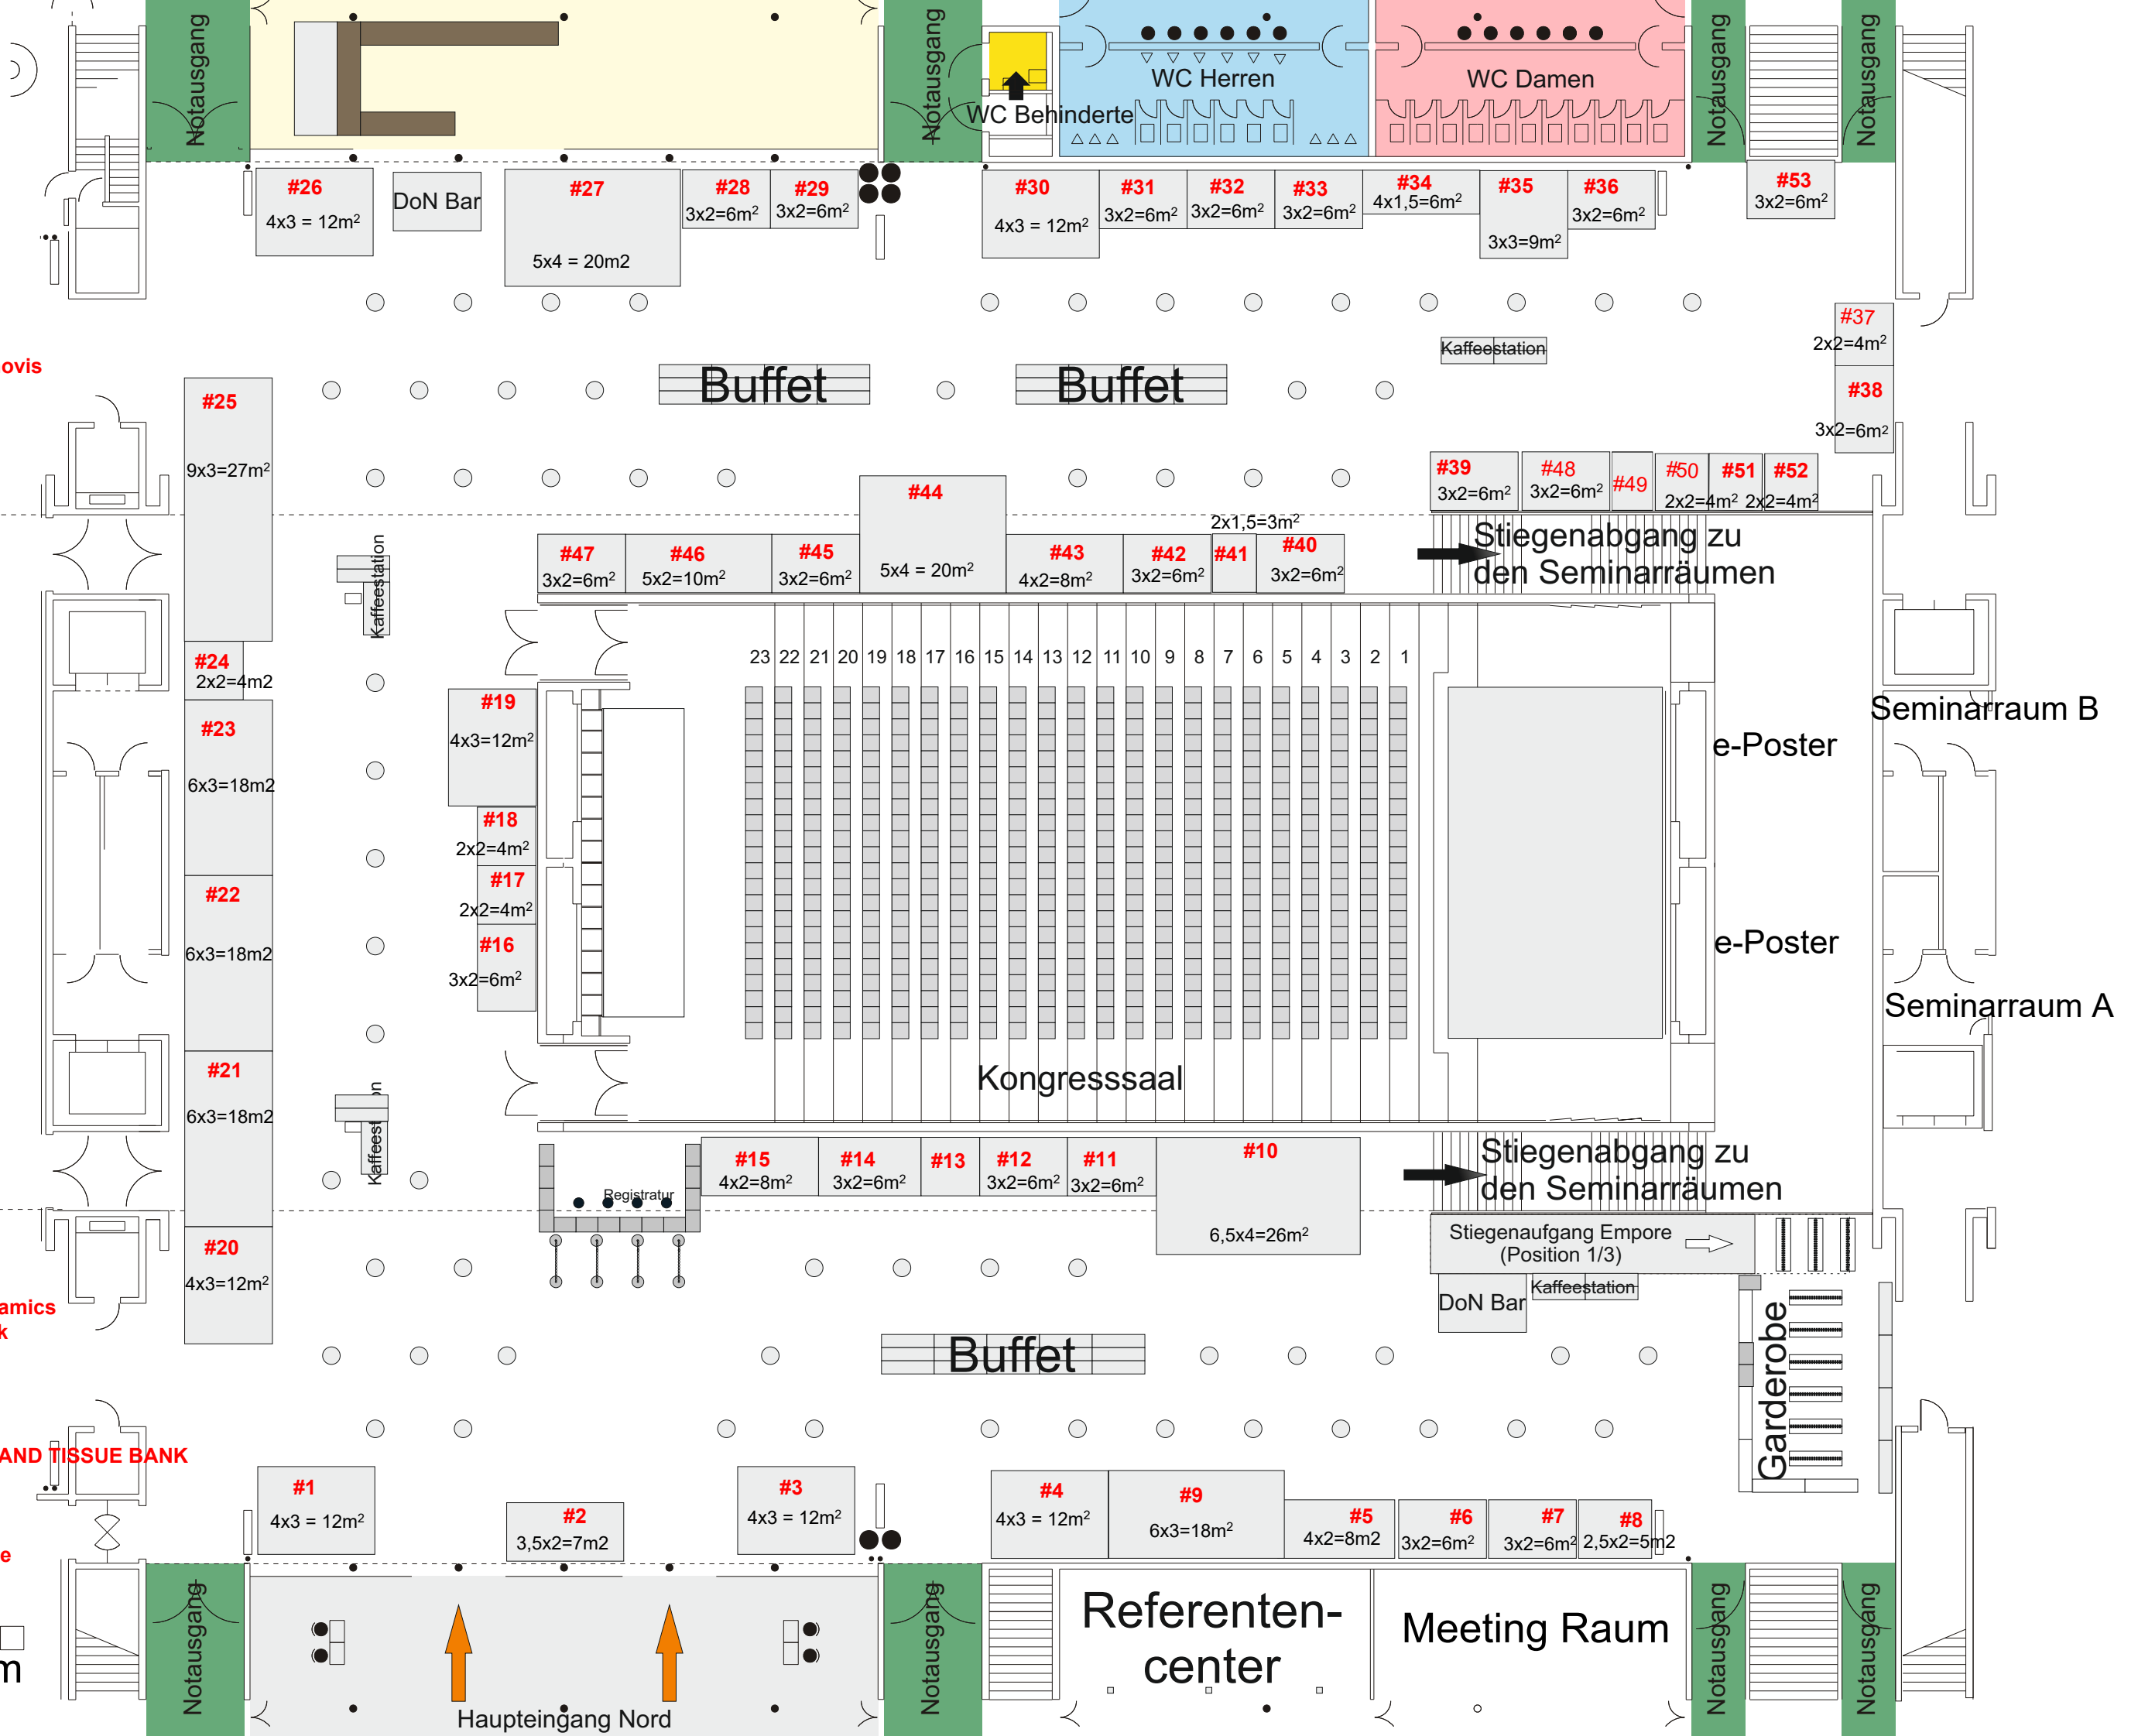 Notausgang
Notausgang
WC Behinderte
WC Herren
WC Damen
Notausgang
Notausgang
#26
4x3 = 12m²
DoN Bar
#27
5x4 = 20m2
#28
3x2=6m²
#29
3x2=6m²
#30
4x3 = 12m²
#31
3x2=6m²
#32
3x2=6m²
#33
3x2=6m²
#34
4x1,5=6m²
#35
3x3=9m²
#36
3x2=6m²
#53
3x2=6m²
#37
2x2=4m²
#38
3x2=6m²
Kaffeestation
ovis
Buffet
Buffet
#25
9x3=27m²
#39
3x2=6m²
#48
3x2=6m²
#49
#50
#51
2x2=4m²
#52
2x2=4m²
#44
5x4 = 20m²
#47
3x2=6m²
#46
5x2=10m²
#45
3x2=6m²
#43
4x2=8m²
#42
3x2=6m²
2x1,5=3m²
#41
#40
3x2=6m²
Stiegenabgang zu
den Seminarräumen
Kaffeestation
#24
2x2=4m2
#23
6x3=18m2
#22
6x3=18m2
#21
6x3=18m2
#20
4x3=12m²
#19
4x3=12m²
#18
2x2=4m²
#17
2x2=4m²
#16
3x2=6m²
23 22 21 20 19 18 17 16 15 14 13 12 11 10 9 8 7 6 5 4 3 2 1
Kongresssaal
e-Poster
e-Poster
Seminarraum B
Seminarraum A
Kaffeest
on
Registratur
#15
4x2=8m²
#14
3x2=6m²
#13
#12
3x2=6m²
#11
3x2=6m²
#10
6,5x4=26m²
Stiegenabgang zu
den Seminarräumen
Stiegenaufgang Empore
(Position 1/3)
DoN Bar
Kaffeestation
Garderobe
Buffet
amics
k
AND TISSUE BANK
e
m
#1
4x3 = 12m²
#2
3,5x2=7m2
#3
4x3 = 12m²
#4
4x3 = 12m²
#9
6x3=18m²
#5
4x2=8m2
#6
3x2=6m²
#7
3x2=6m²
#8
2,5x2=5m2
Notausgang
Haupteingang Nord
Notausgang
Referenten-
center
Meeting Raum
Notausgang
Notausgang